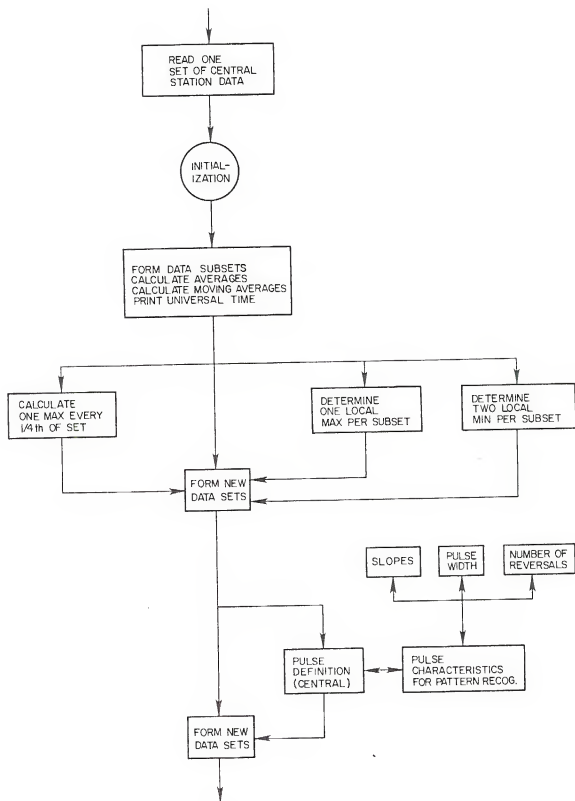 READ ONE
SET OF CENTRAL
STATION DATA
INITIAL-
IZATION
FORM DATA SUBSETS
CALCULATE AVERAGES
CALCULATE MOVING AVERAGES
PRINT UNIVERSAL TIME
CALCULATE
ONE MAX EVERY
1/4th OF SET
DETERMINE
ONE LOCAL
MAX PER SUBSET
DETERMINE
TWO LOCAL
MIN PER SUBSET
FORM NEW
DATA SETS
SLOPES
PULSE
WIDTH
NUMBER OF
REVERSALS
PULSE
DEFINITION
(CENTRAL)
PULSE
CHARACTERISTICS
FOR PATTERN RECOG.
FORM NEW
DATA SETS